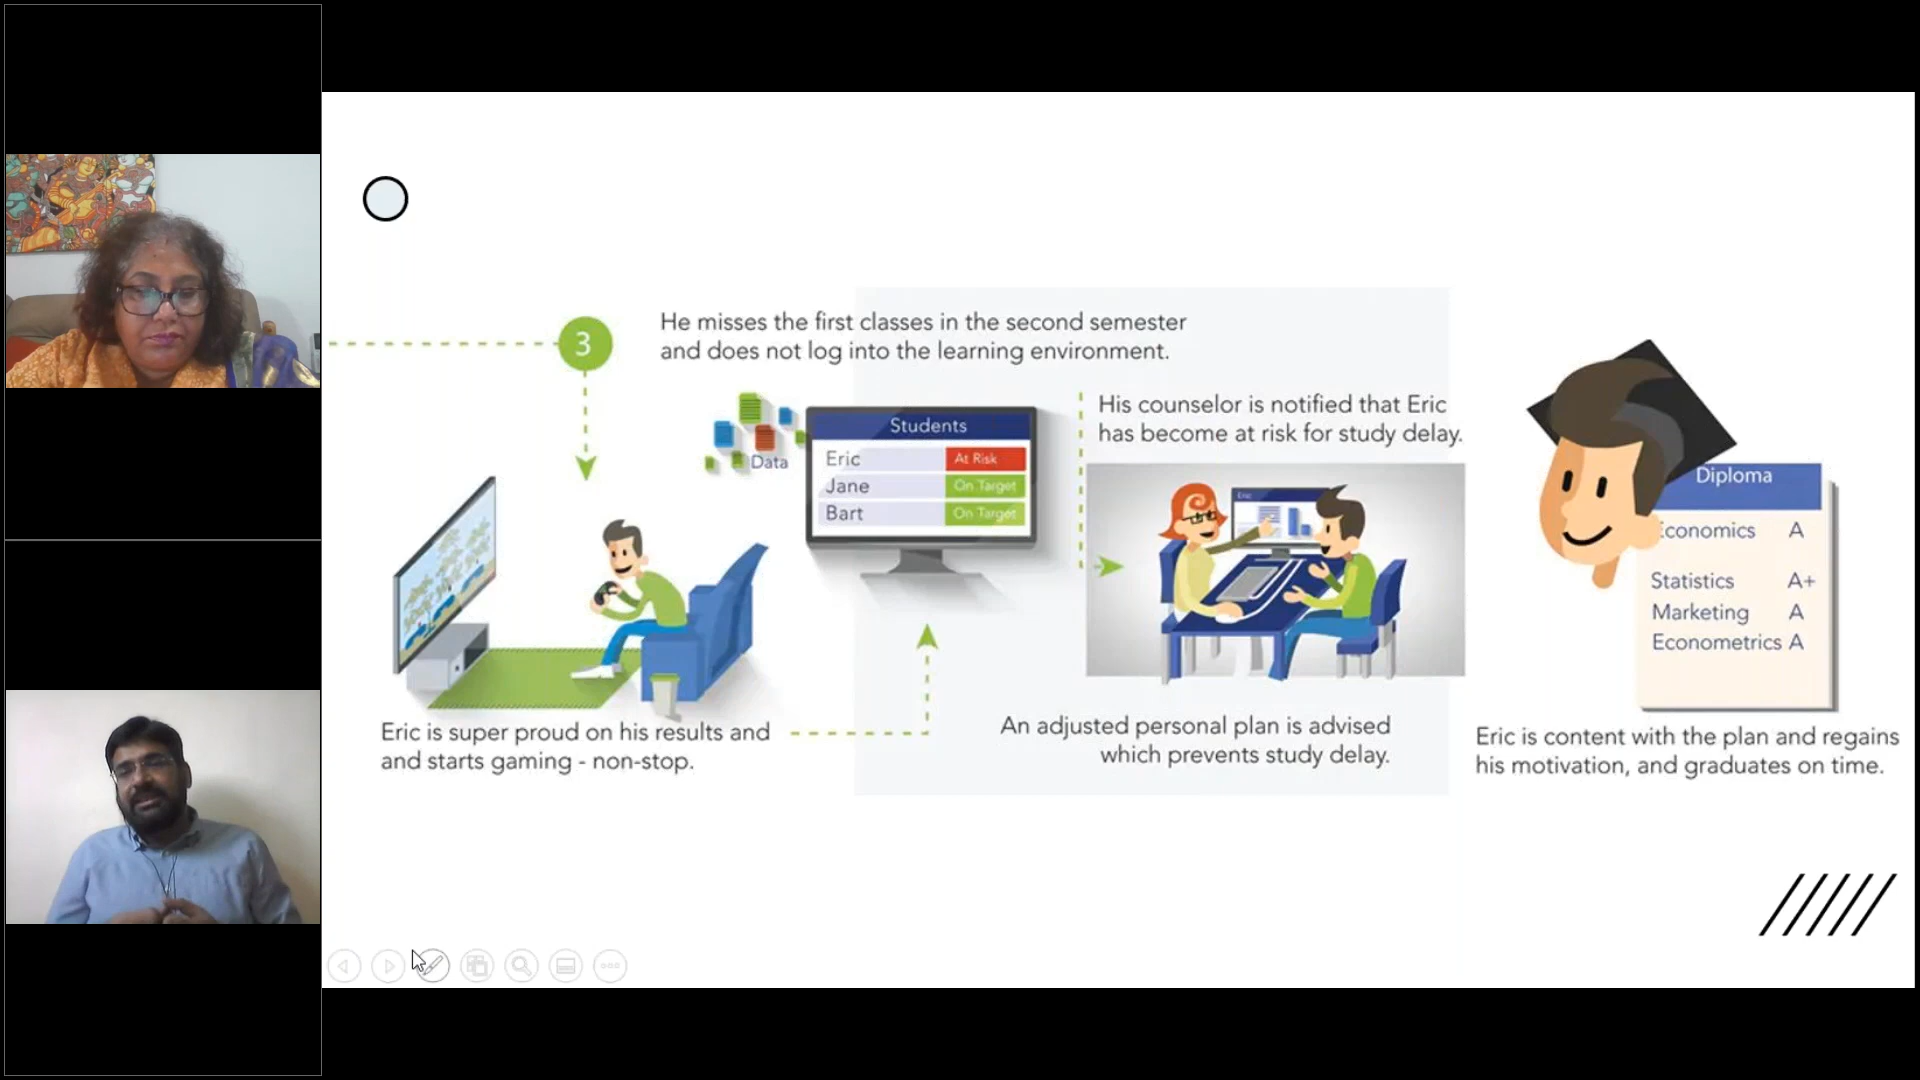 3
He misses the first classes in the second semester
and does not log into the learning environment.
Data
Students
Eric At Risk
Jane On Target
Bart On Target
His counselor is notified that Eric
has become at risk for study delay.
Eric
Eric is super proud on his results and
and starts gaming - non-stop.
An adjusted personal plan is advised
which prevents study delay.
Diploma
conomics A
Statistics A+
Marketing A
Econometrics A
Eric is content with the plan and regains
his motivation, and graduates on time.